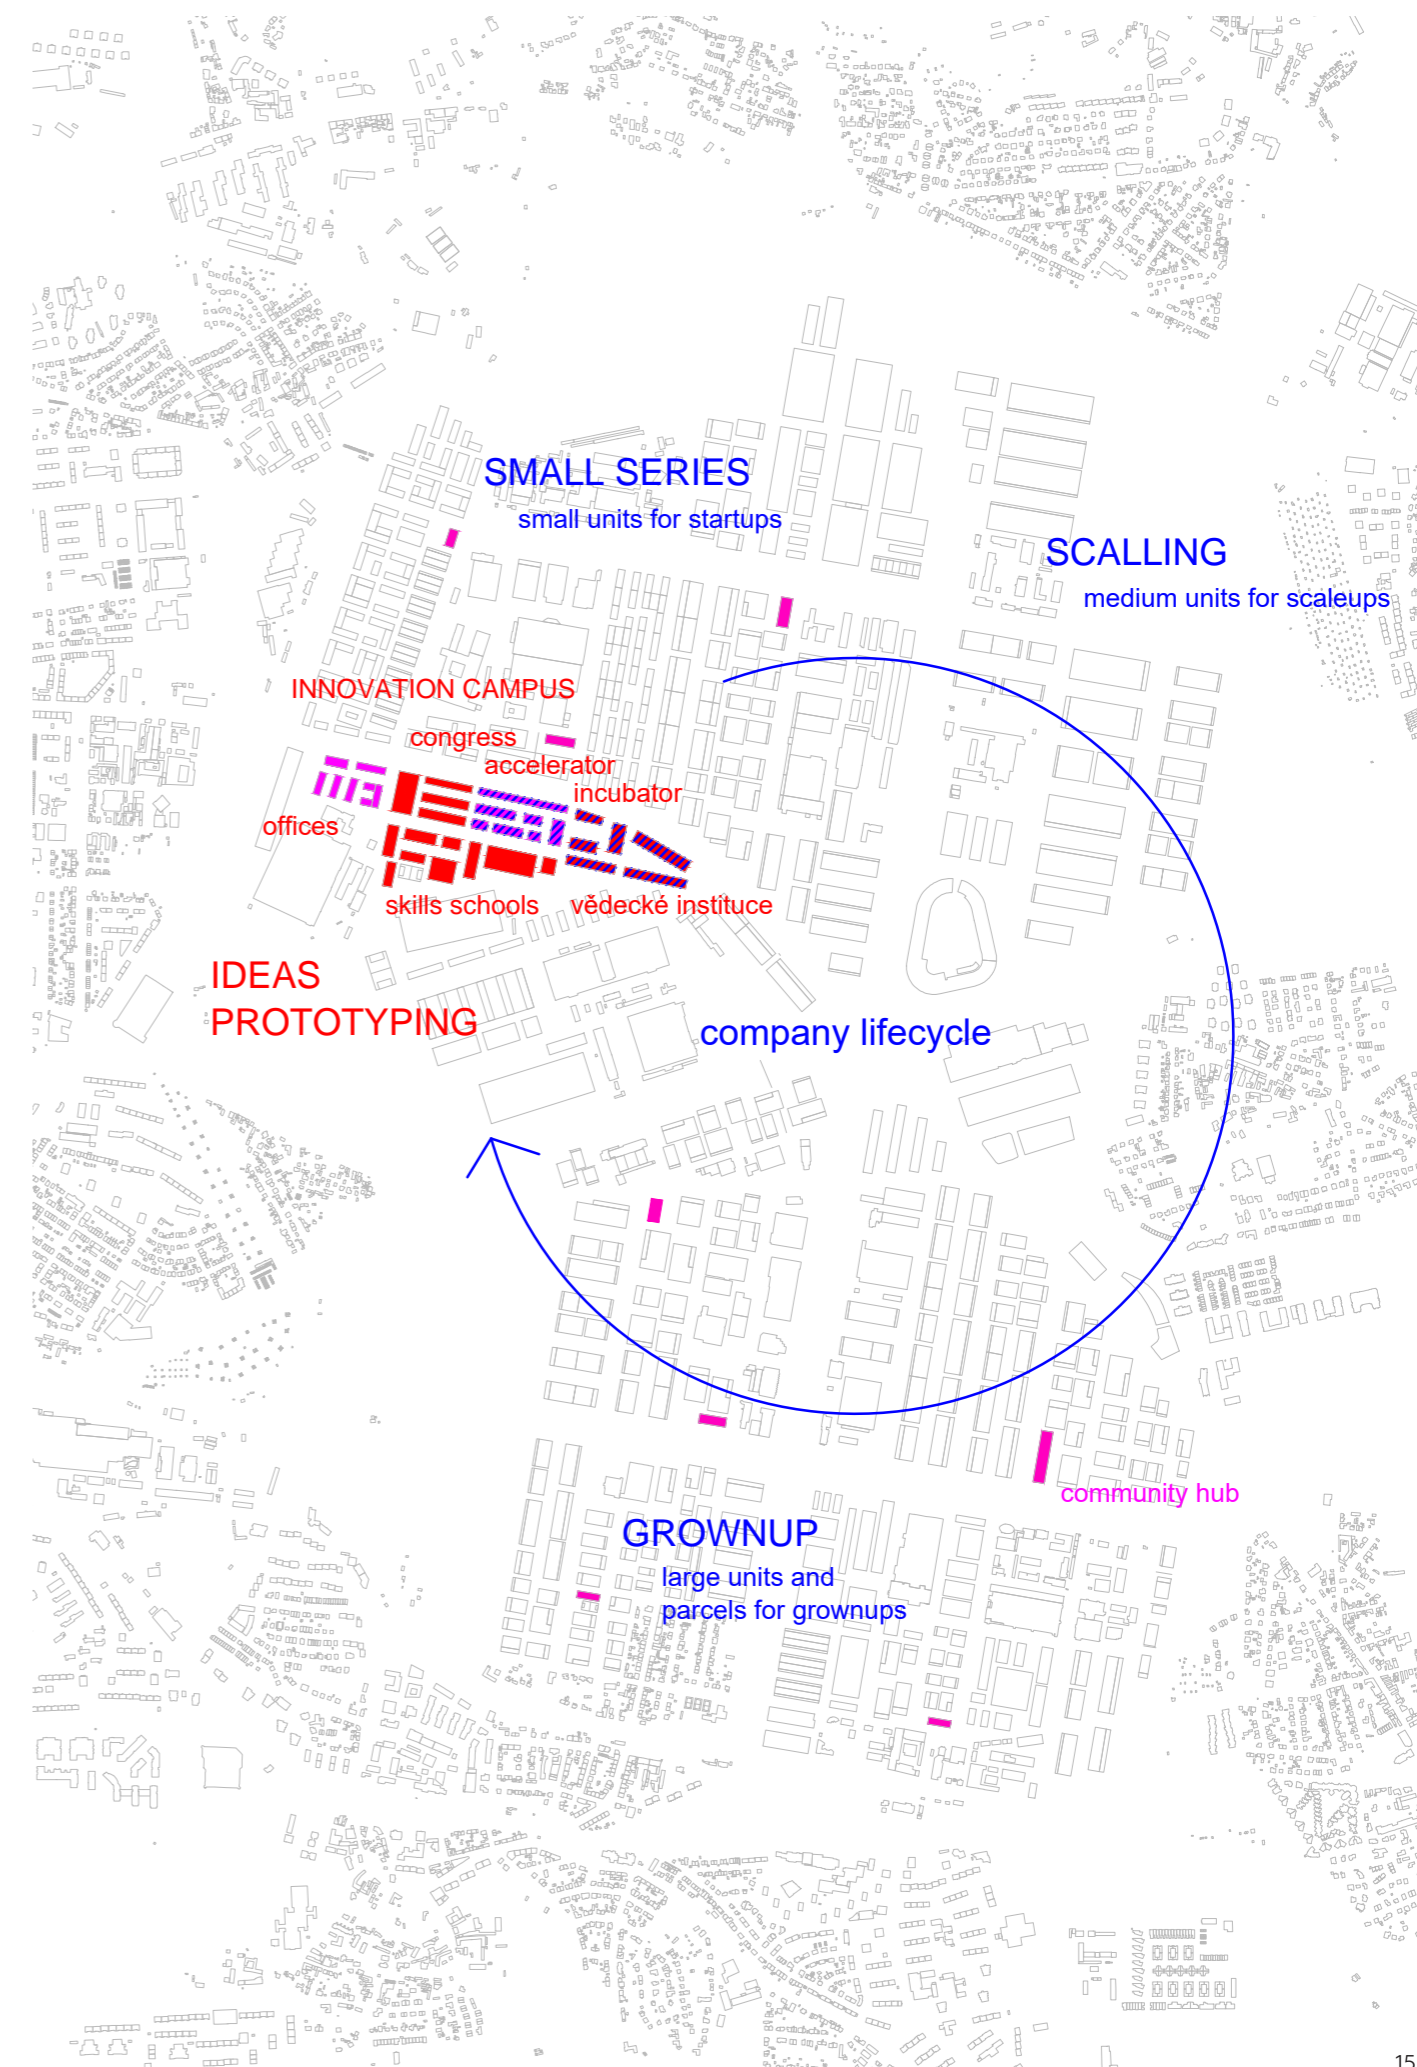 SMALL SERIES
small units for startups
SCALLING
medium units for scaleups
INNOVATION CAMPUS
congress
accelerator
incubator
offices
skills schools
vědecké instituce
IDEAS
PROTOTYPING
company lifecycle
community hub
GROWNUP
large units and
parcels for grownups
15